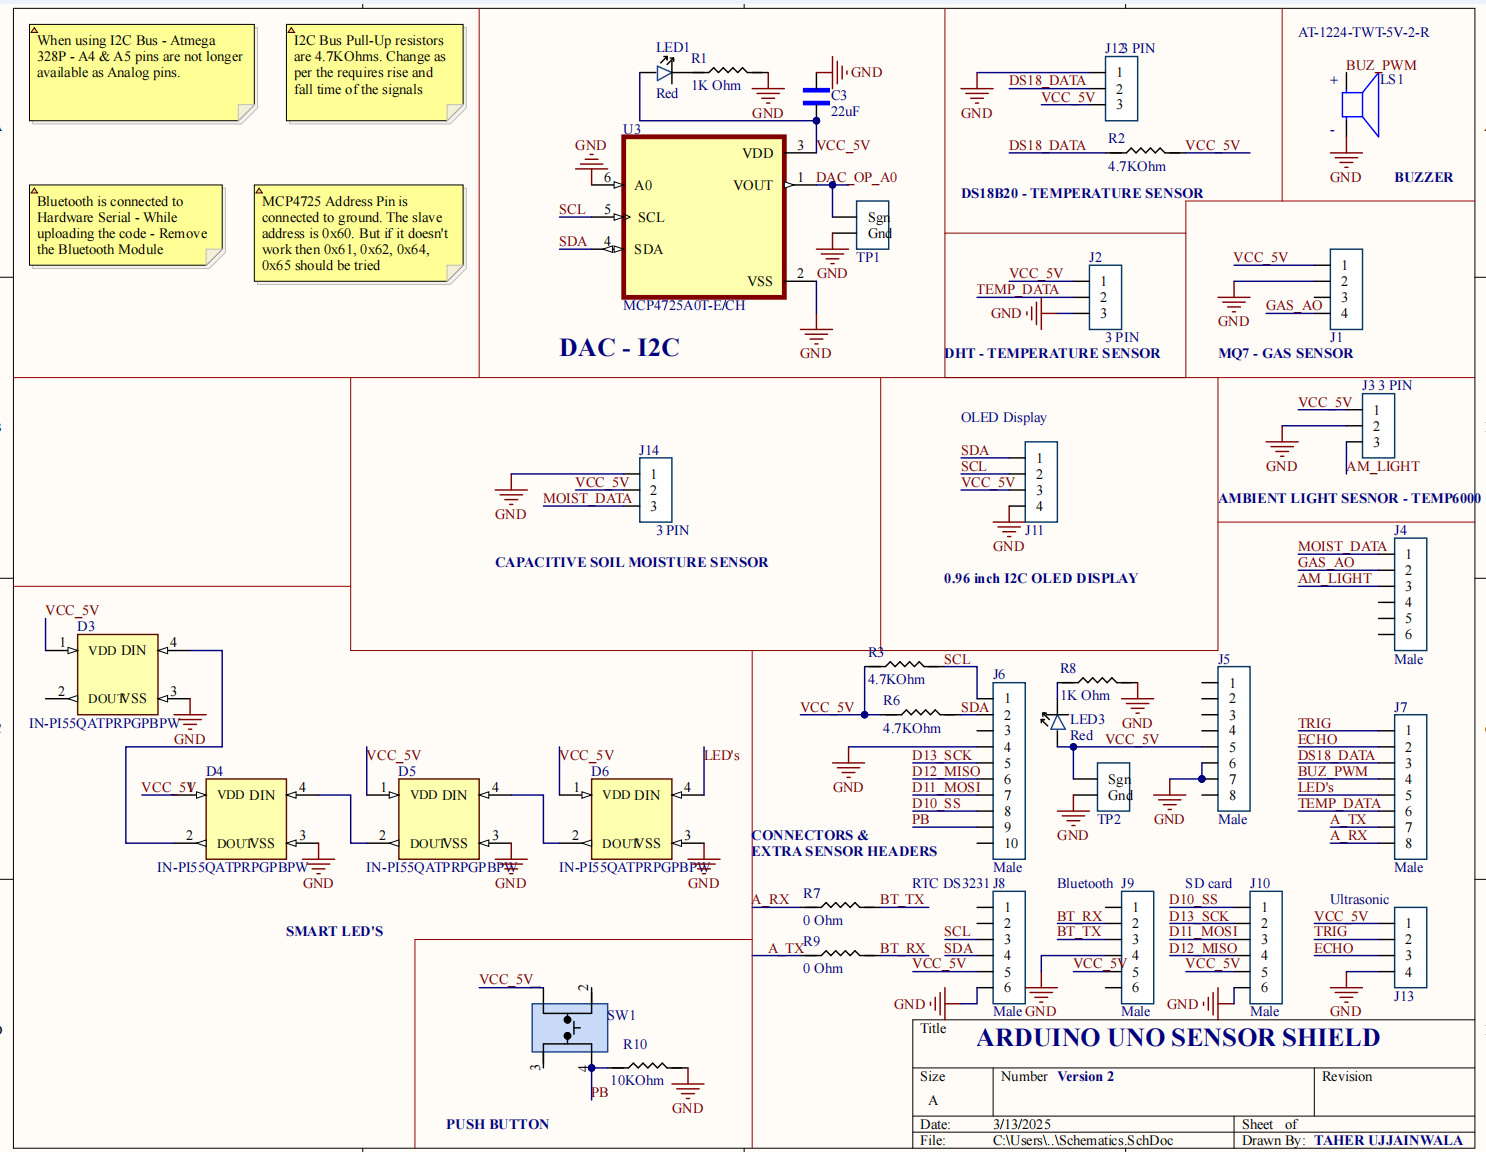 When using I2C Bus - Atmega
328P - A4 & A5 pins are not longer
available as Analog pins.
I2C Bus Pull-Up resistors
are 4.7KOhms. Change as
per the requires rise and
fall time of the signals
Bluetooth is connected to
Hardware Serial - While
uploading the code - Remove
the Bluetooth Module
MCP4725 Address Pin is
connected to ground. The slave
address is 0x60. But if it doesn't
work then 0x61, 0x62, 0x64,
0x65 should be tried
LED1
Red
R1
1K Ohm
GND
GND
C3
22uF
U3
GND
6
A0
SCL
5
SCL
SDA
4
SDA
VDD
3
VCC_5V
VOUT
1
DAC_OP_A0
VSS
2
Sgn
Gnd
GND
TP1
MCP4725A0T-E/CH
GND
DAC - I2C
J12
3 PIN
DS18_DATA
VCC_5V
GND
1
2
3
DS18_DATA
R2
4.7KOhm
VCC_5V
DS18B20 - TEMPERATURE SENSOR
AT-1224-TWT-5V-2-R
BUZ_PWM
+
LS1
-
GND
BUZZER
J2
VCC_5V
TEMP_DATA
GND
1
2
3
3 PIN
DHT - TEMPERATURE SENSOR
VCC_5V
GND
GAS_AO
1
2
3
4
J1
MQ7 - GAS SENSOR
J14
VCC_5V
MOIST_DATA
GND
1
2
3
3 PIN
CAPACITIVE SOIL MOISTURE SENSOR
OLED Display
SDA
SCL
VCC_5V
GND
1
2
3
4
J11
0.96 inch I2C OLED DISPLAY
J3 3 PIN
VCC_5V
GND
1
2
3
AM_LIGHT
AMBIENT LIGHT SESNOR - TEMP6000
J4
MOIST_DATA
GAS_AO
AM_LIGHT
1
2
3
4
5
6
Male
VCC_5V
D3
1
VDD DIN
4
2
DOUT
VSS
3
IN-PI55QATPRPGPBPW
GND
VCC_5V
D4
1
VDD DIN
4
2
DOUT
VSS
3
IN-PI55QATPRPGPBPW
GND
VCC_5V
D5
1
VDD DIN
4
2
DOUT
VSS
3
IN-PI55QATPRPGPBPW
GND
VCC_5V
D6
1
VDD DIN
4
LED's
2
DOUT
VSS
3
IN-PI55QATPRPGPBPW
GND
SMART LED'S
R3
4.7KOhm
SCL
R6
4.7KOhm
SDA
VCC_5V
GND
J6
D13_SCK
D12_MISO
D11_MOSI
D10_SS
PB
1
2
3
4
5
6
7
8
9
10
Male
R8
1K Ohm
GND
LED3
Red
VCC_5V
Sgn
Gnd
TP2
GND
GND
J5
1
2
3
4
5
6
7
8
Male
J7
TRIG
ECHO
DS18_DATA
BUZ_PWM
LED's
TEMP_DATA
A_TX
A_RX
1
2
3
4
5
6
7
8
Male
CONNECTORS &
EXTRA SENSOR HEADERS
A_RX
R7
0 Ohm
BT_TX
A_TX
R9
0 Ohm
BT_RX
RTC DS3231 J8
SCL
SDA
VCC_5V
GND
1
2
3
4
5
6
Male
Bluetooth J9
BT_RX
BT_TX
VCC_5V
GND
1
2
3
4
5
6
Male
SD card J10
D10_SS
D13_SCK
D11_MOSI
D12_MISO
VCC_5V
GND
1
2
3
4
5
6
Male
Ultrasonic
VCC_5V
TRIG
ECHO
GND
1
2
3
4
J13
VCC_5V
1
2
SW1
3
4
R10
10KOhm
PB
GND
PUSH BUTTON
Title
ARDUINO UNO SENSOR SHIELD
Size
A
Number Version 2
Revision
Date: 3/13/2025
Sheet of
File: C:\Users\..\Schematics.SchDoc
Drawn By: TAHER UJJAINWALA